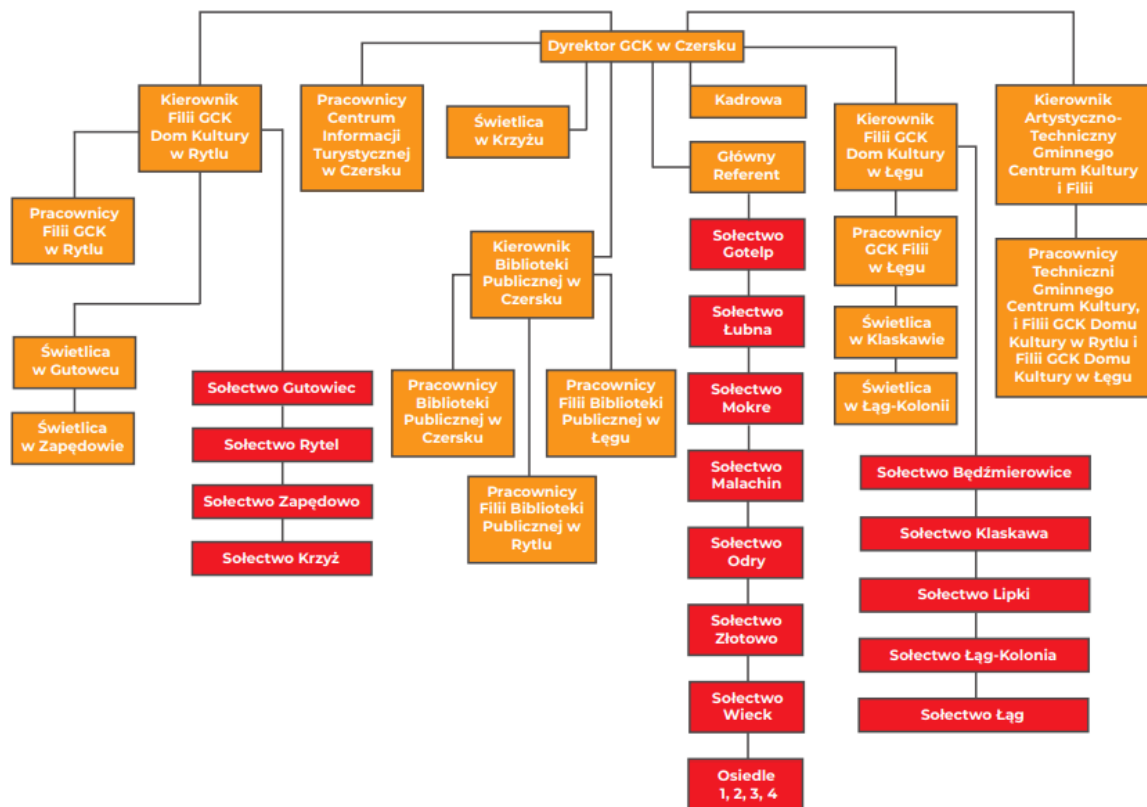 Dyrektor GCK w Czersku
Kierownik
Filii GCK
Dom Kultury
w Rytlu
Pracownicy
Filii GCK
w Rytlu
Świetlica
w Gutowcu
Świetlica
w Zapędowie
Sołectwo Gutowiec
Sołectwo Rytel
Sołectwo Zapędowo
Sołectwo Krzyż
Pracownicy
Centrum
Informacji
Turystycznej
w Czersku
Świetlica
w Krzyżu
Kierownik
Biblioteki
Publicznej w
Czersku
Pracownicy
Biblioteki
Publicznej w
Czersku
Pracownicy
Filii Biblioteki
Publicznej w
Rytlu
Pracownicy
Filii Biblioteki
Publicznej w
Łęgu
Kadrowa
Główny
Referent
Sołectwo
Gotelp
Sołectwo
Łubna
Sołectwo
Mokre
Sołectwo
Malachin
Sołectwo
Odry
Sołectwo
Złotowo
Sołectwo
Wieck
Osiedle
1, 2, 3, 4
Kierownik
Filii GCK
Dom Kultury
w Łęgu
Pracownicy
GCK Filii
w Łęgu
Świetlica
w Klaskawie
Świetlica
w Łąg-Kolonii
Sołectwo Będźmierowice
Sołectwo Klaskawa
Sołectwo Lipki
Sołectwo Łąg-Kolonia
Sołectwo Łąg
Kierownik
Artystyczno-
Techniczny
Gminnego
Centrum Kultury
i Filii
Pracownicy
Techniczni
Gminnego
Centrum Kultury,
i Filii GCK Domu
Kultury w Rytlu i
Filii GCK Domu
Kultury w Łęgu